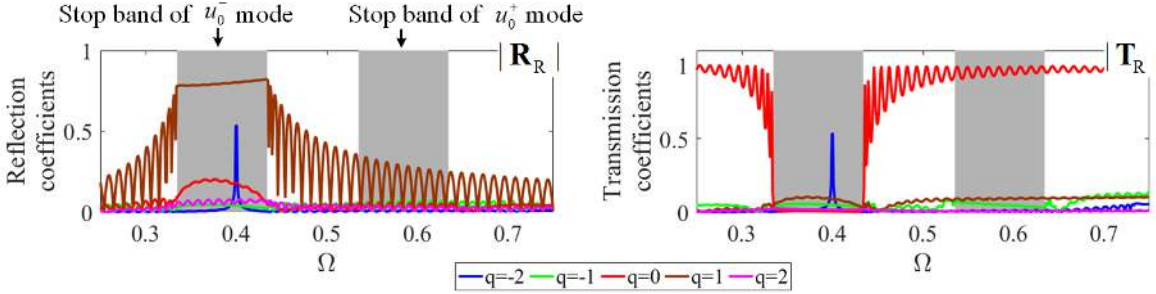 Stop band of u₀⁻ mode
Stop band of u₀⁺ mode
Reflection coefficients
1
0.5
0
0.3 0.4 0.5 0.6 0.7
Ω
| R_R |
Transmission coefficients
1
0.5
0
0.3 0.4 0.5 0.6 0.7
Ω
| T_R
q=-2 q=-1 q=0 q=1 q=2